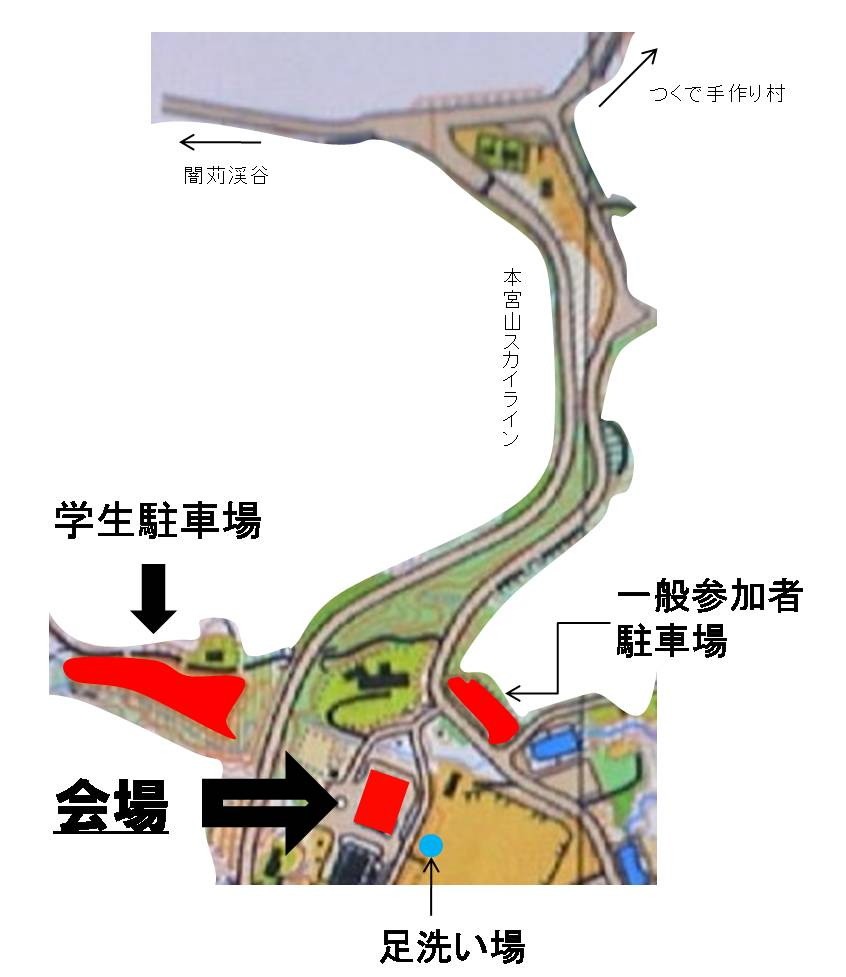 つくで手作り村
闇苅渓谷
本宮山スカイライン
学生駐車場
一般参加者
駐車場
会場
足洗い場